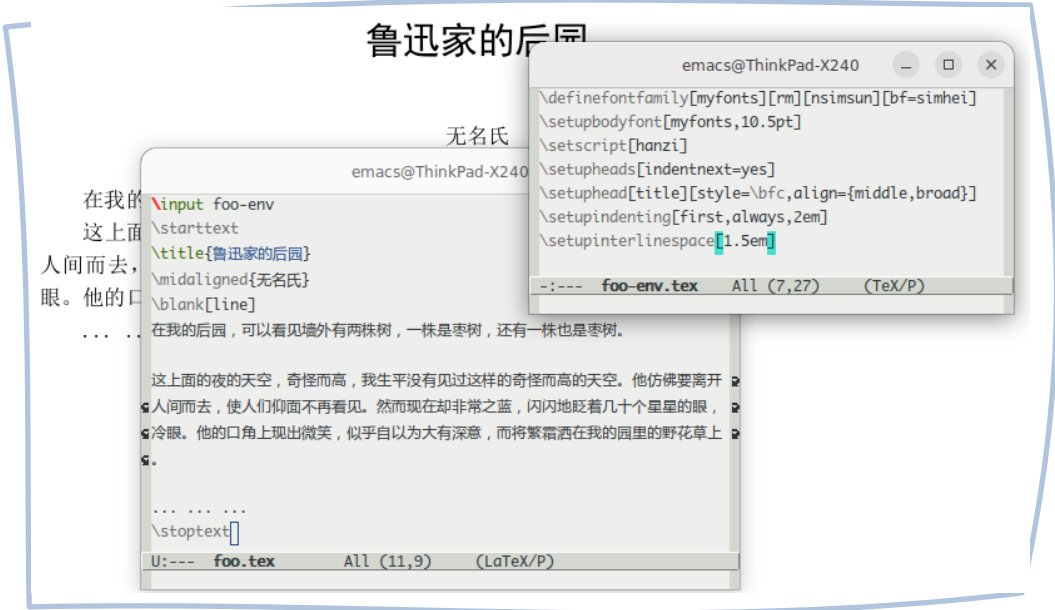 鲁迅家的后园
无名氏
在我的
这上面
人间而去，
眼。他的口
... ..
emacs@ThinkPad-X240
\definefontfamily[myfonts][rm][nsimsun][bf=simhei]
\setupbodyfont[myfonts,10.5pt]
\setscript[hanzi]
\setupheads[indentnext=yes]
\setuphead[title][style=\bfc,align={middle,broad}]
\setupindenting[first,always,2em]
\setupinterlinespace[1.5em]
-:--- foo-env.tex All (7,27) (TeX/P)
emacs@ThinkPad-X240
\input foo-env
\starttext
\title{鲁迅家的后园}
\midaligned{无名氏}
\blank[line]
在我的后园，可以看见墙外有两株树，一株是枣树，还有一株也是枣树。
这上面的夜的天空，奇怪而高，我生平没有见过这样的奇怪而高的天空。他仿佛要离开
人间而去，使人们仰面不再看见。然而现在却非常之蓝，闪闪地眨着几十个星星的眼，
冷眼。他的口角上现出微笑，似乎自以为大有深意，而将繁霜洒在我的园里的野花草上
。
... ... ...
\stoptext
U:--- foo.tex All (11,9) (LaTeX/P)